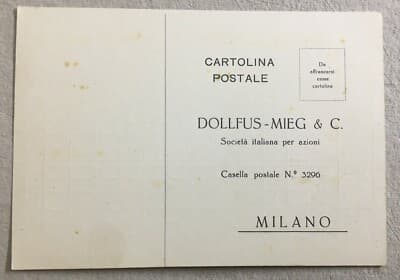 CARTOLINA
POSTALE
Da
affrancarsi
come
cartolina
DOLLFUS-MIEG & C.
Società italiana per azioni
Casella postale N.º 3296
MILANO